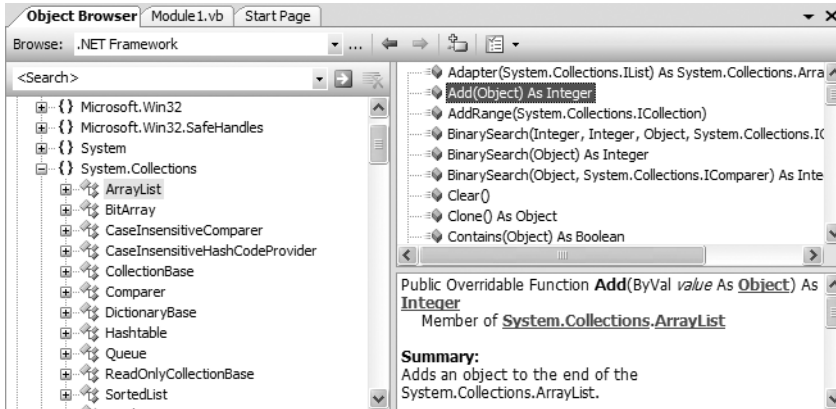 Object Browser Module1.vb Start Page
Browse: .NET Framework
<Search>
{} Microsoft.Win32
{} Microsoft.Win32.SafeHandles
{} System
{} System.Collections
ArrayList
BitArray
CaseInsensitiveComparer
CaseInsensitiveHashCodeProvider
CollectionBase
Comparer
DictionaryBase
Hashtable
Queue
ReadOnlyCollectionBase
SortedList
Adapter(System.Collections.IList) As System.Collections.Arra
Add(Object) As Integer
AddRange(System.Collections.ICollection)
BinarySearch(Integer, Integer, Object, System.Collections.IC
BinarySearch(Object) As Integer
BinarySearch(Object, System.Collections.IComparer) As Inte
Clear()
Clone() As Object
Contains(Object) As Boolean
Public Overridable Function Add(ByVal value As Object) As
Integer
Member of System.Collections.ArrayList
Summary:
Adds an object to the end of the
System.Collections.ArrayList.